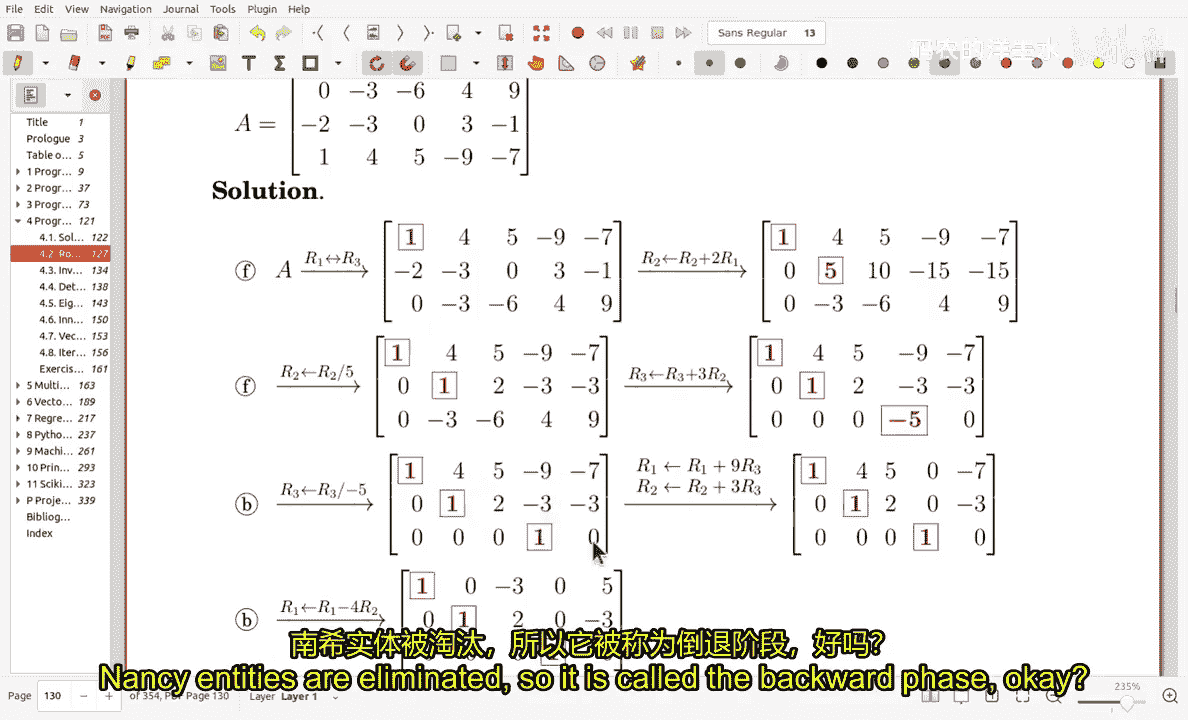 File Edit View Navigation Journal Tools Plugin Help
Sans Regular 13
Title 1
Prologue 3
Table o... 5
1 Progr... 9
2 Progr... 37
3 Progr... 73
4 Progr... 121
4.1. Sol... 122
4.2. Ro... 127
4.3. Inv... 134
4.4. Det... 138
4.5. Eig... 143
4.6. Inn... 150
4.7. Vec... 153
4.8. Iter... 156
Exercis... 161
5 Multi... 163
6 Vecto... 189
7 Regre... 217
8 Pytho... 237
9 Machi... 261
10 Prin... 293
11 Sciki... 323
P Proje... 339
Bibliog...
Index
0 −3 −6 4 9
A = −2 −3 0 3 −1
1 4 5 −9 −7
Solution.
ⓕ A R₁↔R₃ R₂←R₂+2R₁
1 4 5 −9 −7 1 4 5 −9 −7
−2 −3 0 3 −1 0 5 10 −15 −15
0 −3 −6 4 9 0 −3 −6 4 9
ⓕ R₂←R₂/5 R₃←R₃+3R₂
1 4 5 −9 −7 1 4 5 −9 −7
0 1 2 −3 −3 0 1 2 −3 −3
0 −3 −6 4 9 0 0 0 −5 0
ⓑ R₃←R₃/−5 R₁ ← R₁ + 9R₃
R₂ ← R₂ + 3R₃
1 4 5 −9 −7 1 4 5 0 −7
0 1 2 −3 −3 0 1 2 0 −3
0 0 0 1 0 0 0 0 1 0
ⓑ R₁←R₁−4R₂
1 0 −3 0 5
0 1 2 0 −3
南希实体被淘汰，所以它被称为倒退阶段，好吗？
Nancy entities are eliminated, so it is called the backward phase, okay?
Page 130 of 354, PDF Page 130 Layer Layer 1
235%